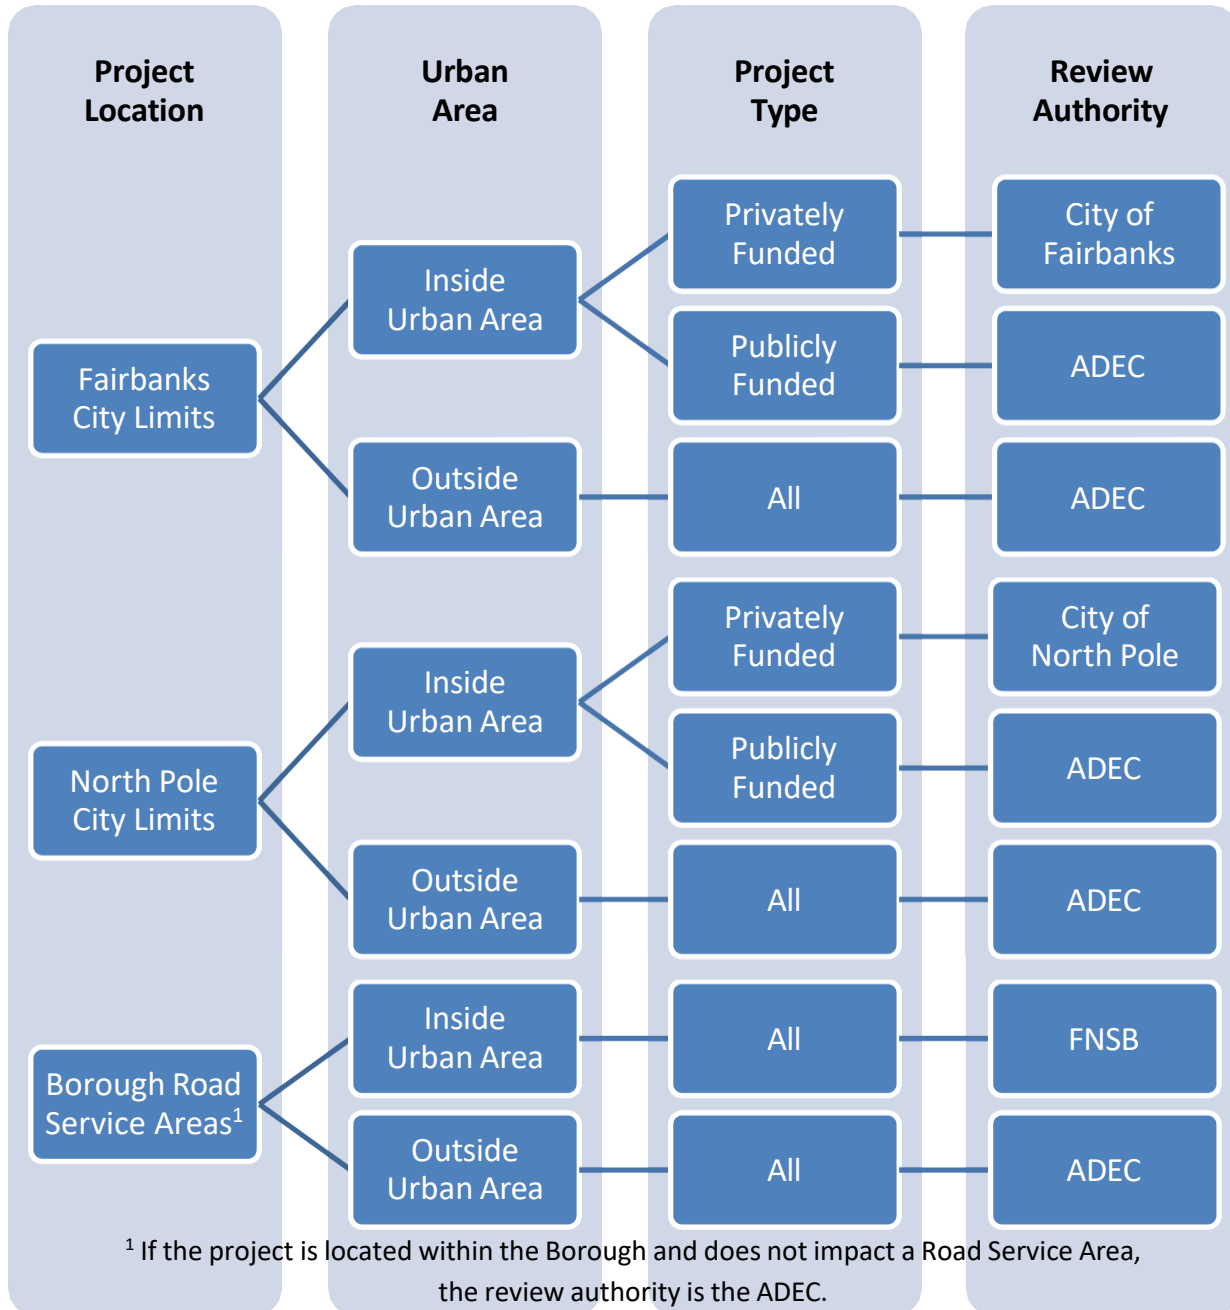 Project
Location
Urban
Area
Project
Type
Review
Authority
Fairbanks
City Limits
Inside
Urban Area
Privately
Funded
City of
Fairbanks
Publicly
Funded
ADEC
Outside
Urban Area
All
ADEC
North Pole
City Limits
Inside
Urban Area
Privately
Funded
City of
North Pole
Publicly
Funded
ADEC
Outside
Urban Area
All
ADEC
Borough Road
Service Areas¹
Inside
Urban Area
All
FNSB
Outside
Urban Area
All
ADEC
¹ If the project is located within the Borough and does not impact a Road Service Area,
the review authority is the ADEC.